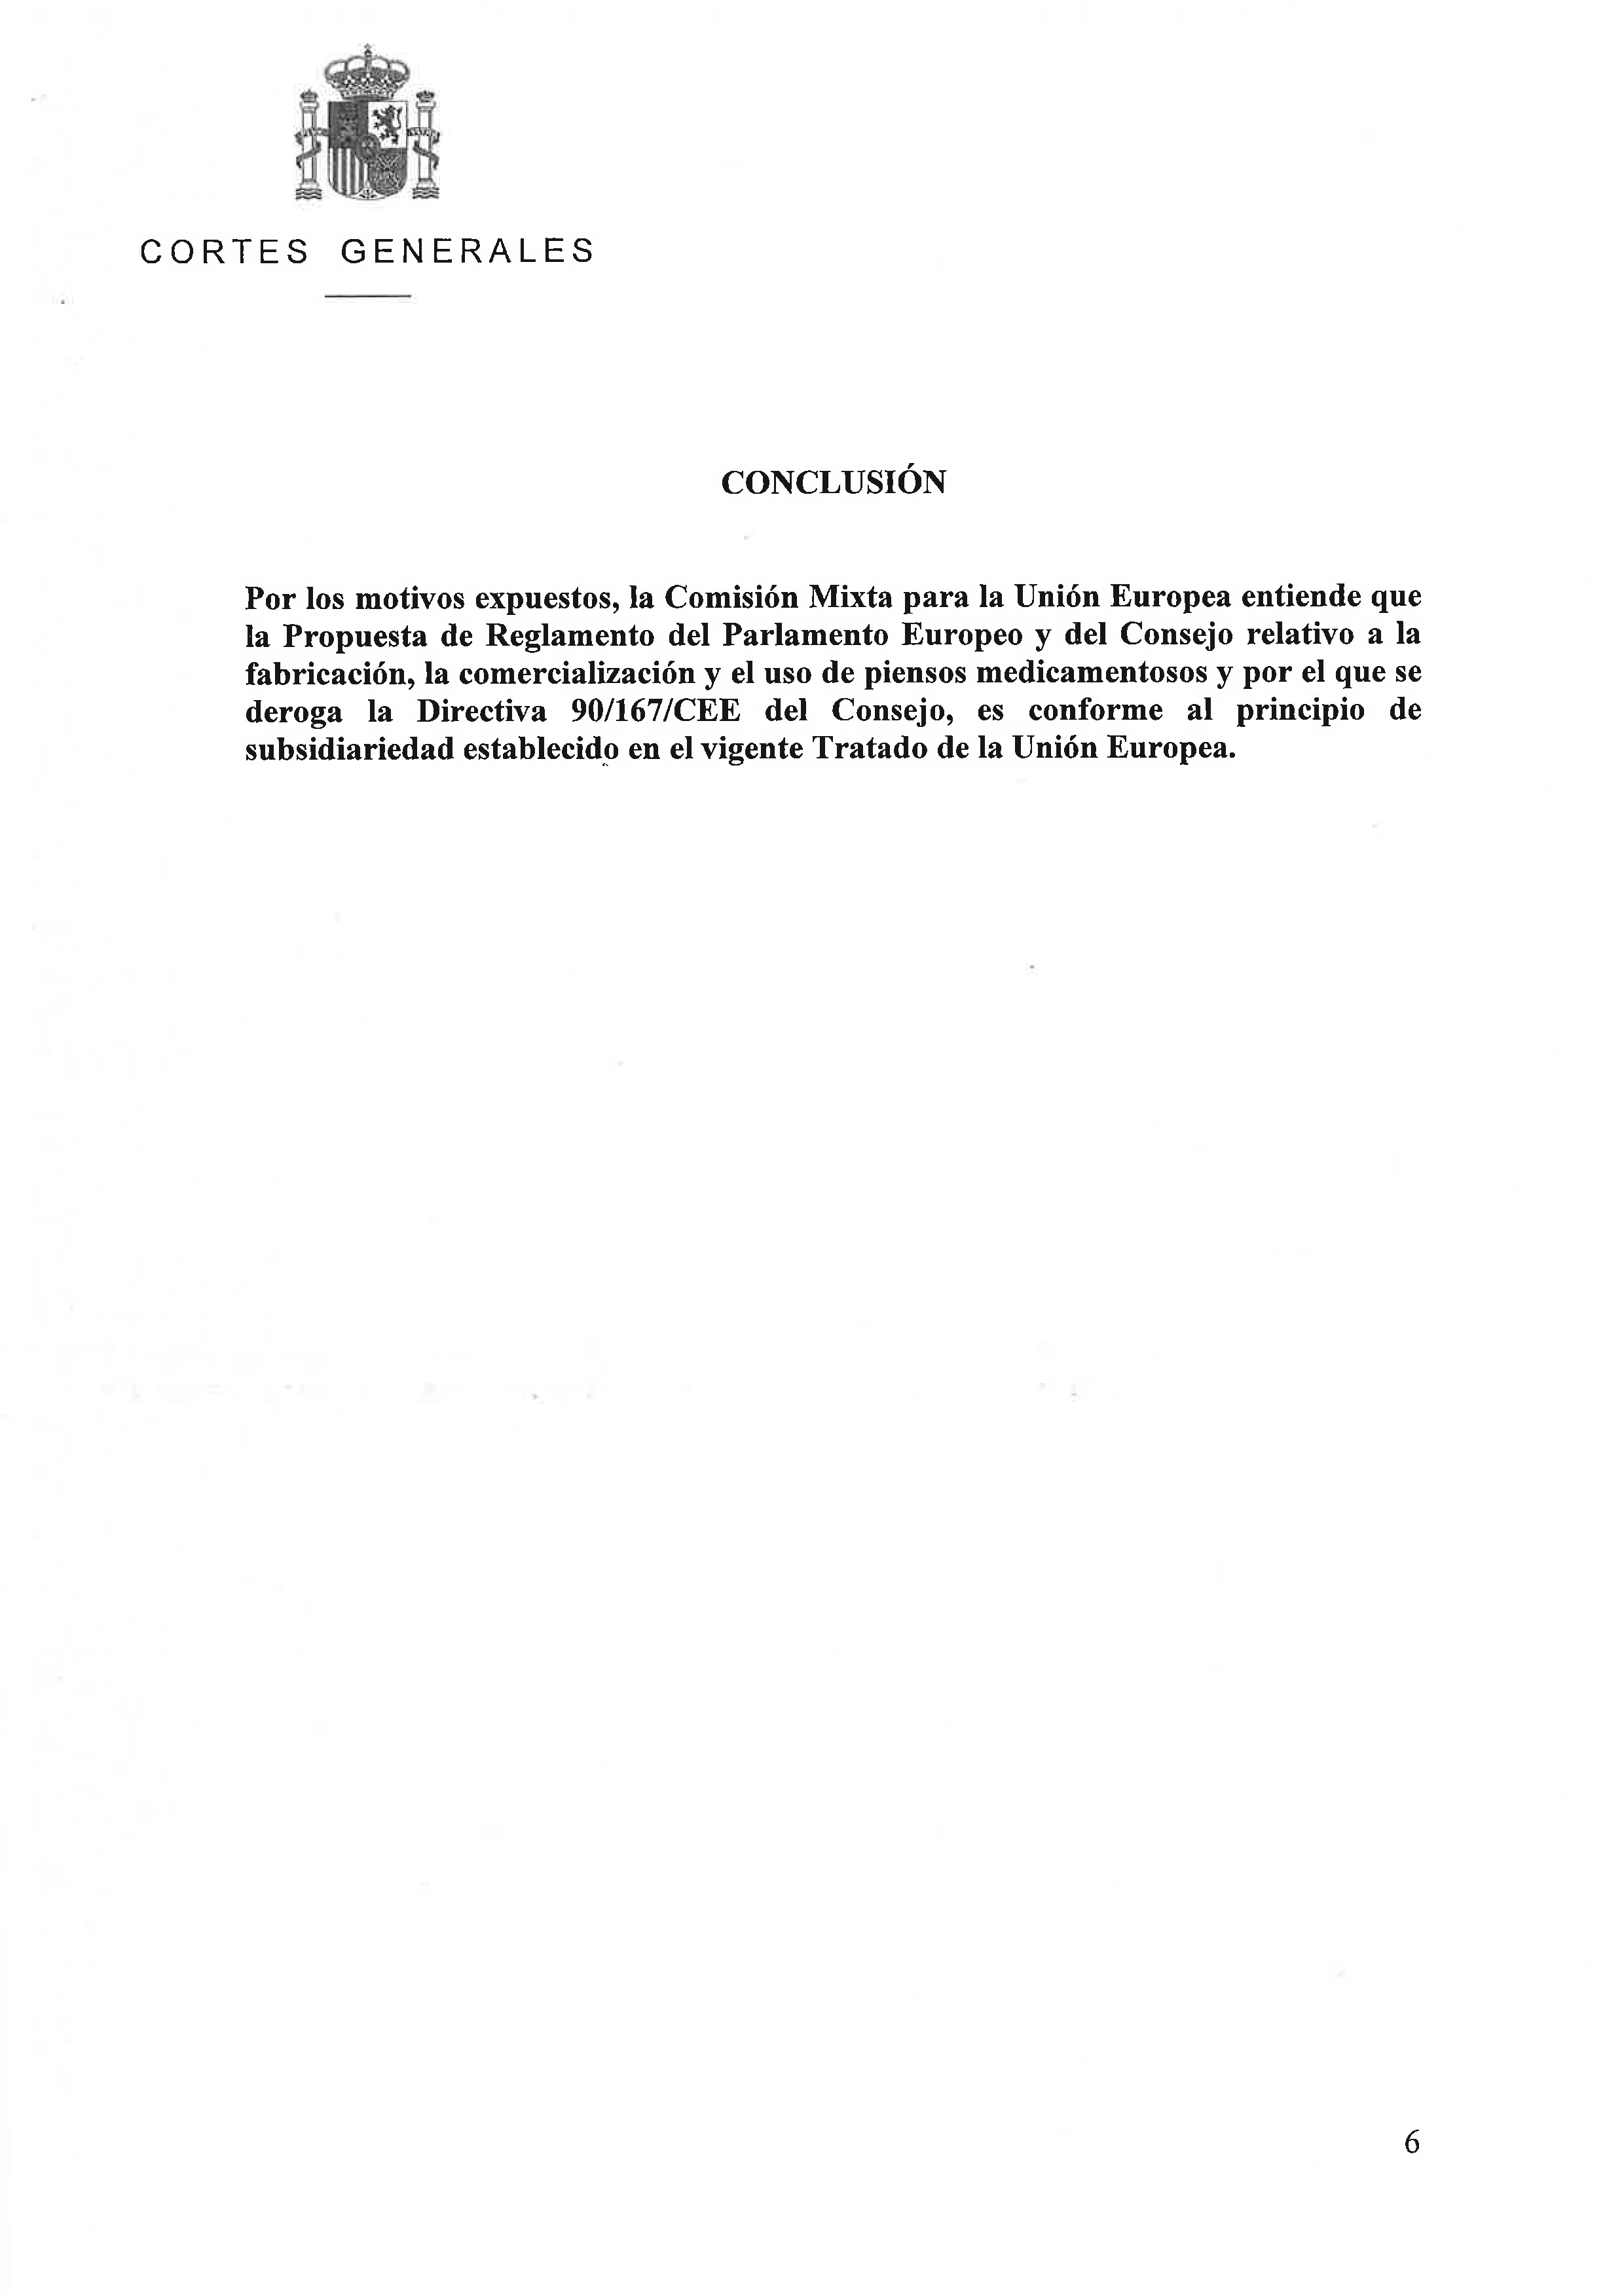 CORTES GENERALES
CONCLUSIÓN
Por los motivos expuestos, la Comisión Mixta para la Unión Europea entiende que
la Propuesta de Reglamento del Parlamento Europeo y del Consejo relativo a la
fabricación, la comercialización y el uso de piensos medicamentosos y por el que se
deroga la Directiva 90/167/CEE del Consejo, es conforme al principio de
subsidiariedad establecido en el vigente Tratado de la Unión Europea.
6